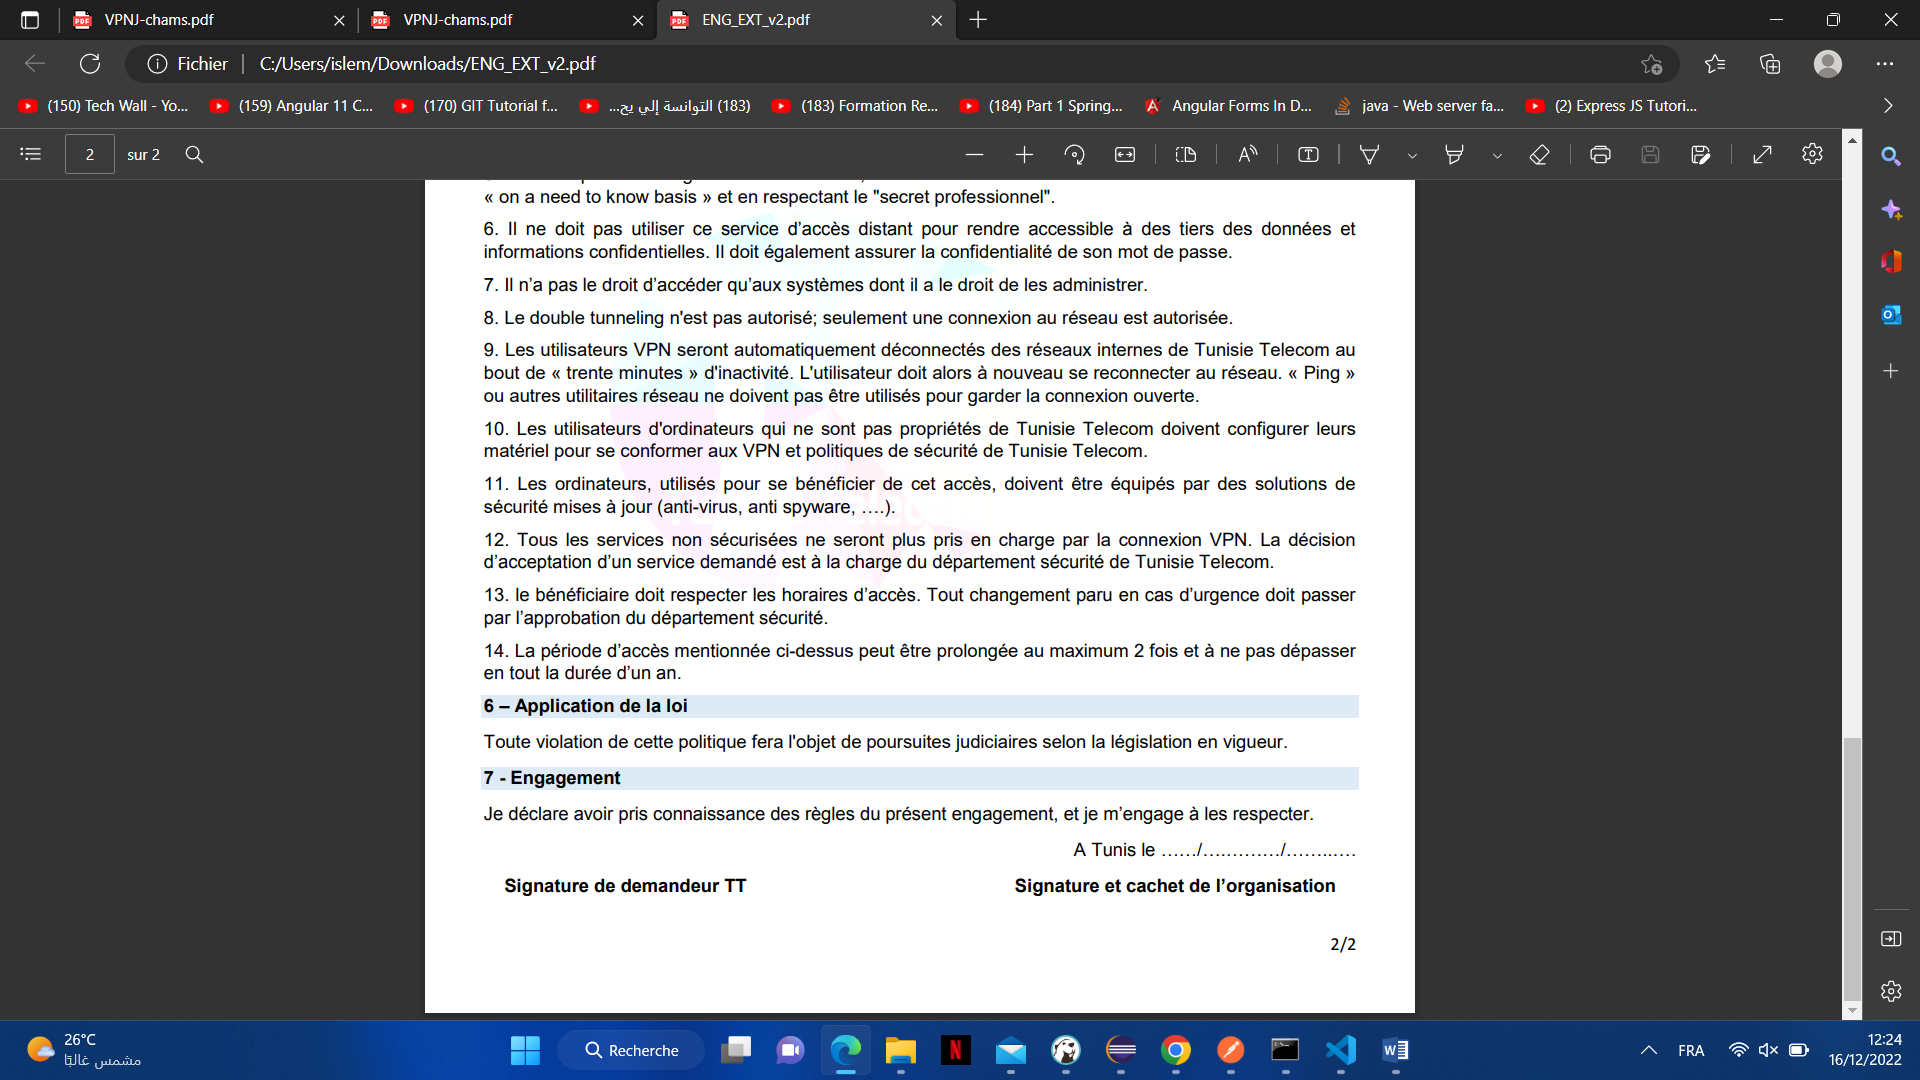 VPNJ-chams.pdf
VPNJ-chams.pdf
ENG_EXT_v2.pdf
Fichier
C:/Users/islem/Downloads/ENG_EXT_v2.pdf
(150) Tech Wall - Yo...
(159) Angular 11 C...
(170) GIT Tutorial f...
(183) التوانسة إلي يح...
(183) Formation Re...
(184) Part 1 Spring...
Angular Forms In D...
java - Web server fa...
(2) Express JS Tutori...
2 sur 2
« on a need to know basis » et en respectant le "secret professionnel".
6. Il ne doit pas utiliser ce service d’accès distant pour rendre accessible à des tiers des données et
informations confidentielles. Il doit également assurer la confidentialité de son mot de passe.
7. Il n’a pas le droit d’accéder qu’aux systèmes dont il a le droit de les administrer.
8. Le double tunneling n'est pas autorisé; seulement une connexion au réseau est autorisée.
9. Les utilisateurs VPN seront automatiquement déconnectés des réseaux internes de Tunisie Telecom au
bout de « trente minutes » d'inactivité. L'utilisateur doit alors à nouveau se reconnecter au réseau. « Ping »
ou autres utilitaires réseau ne doivent pas être utilisés pour garder la connexion ouverte.
10. Les utilisateurs d'ordinateurs qui ne sont pas propriétés de Tunisie Telecom doivent configurer leurs
matériel pour se conformer aux VPN et politiques de sécurité de Tunisie Telecom.
11. Les ordinateurs, utilisés pour se bénéficier de cet accès, doivent être équipés par des solutions de
sécurité mises à jour (anti-virus, anti spyware, ….).
12. Tous les services non sécurisées ne seront plus pris en charge par la connexion VPN. La décision
d’acceptation d’un service demandé est à la charge du département sécurité de Tunisie Telecom.
13. le bénéficiaire doit respecter les horaires d’accès. Tout changement paru en cas d’urgence doit passer
par l’approbation du département sécurité.
14. La période d’accès mentionnée ci-dessus peut être prolongée au maximum 2 fois et à ne pas dépasser
en tout la durée d’un an.
6 – Application de la loi
Toute violation de cette politique fera l'objet de poursuites judiciaires selon la législation en vigueur.
7 - Engagement
Je déclare avoir pris connaissance des règles du présent engagement, et je m’engage à les respecter.
A Tunis le ……/….………/……..….
Signature de demandeur TT
Signature et cachet de l’organisation
2/2
26°C
مشمس غالبًا
Recherche
FRA
12:24
16/12/2022